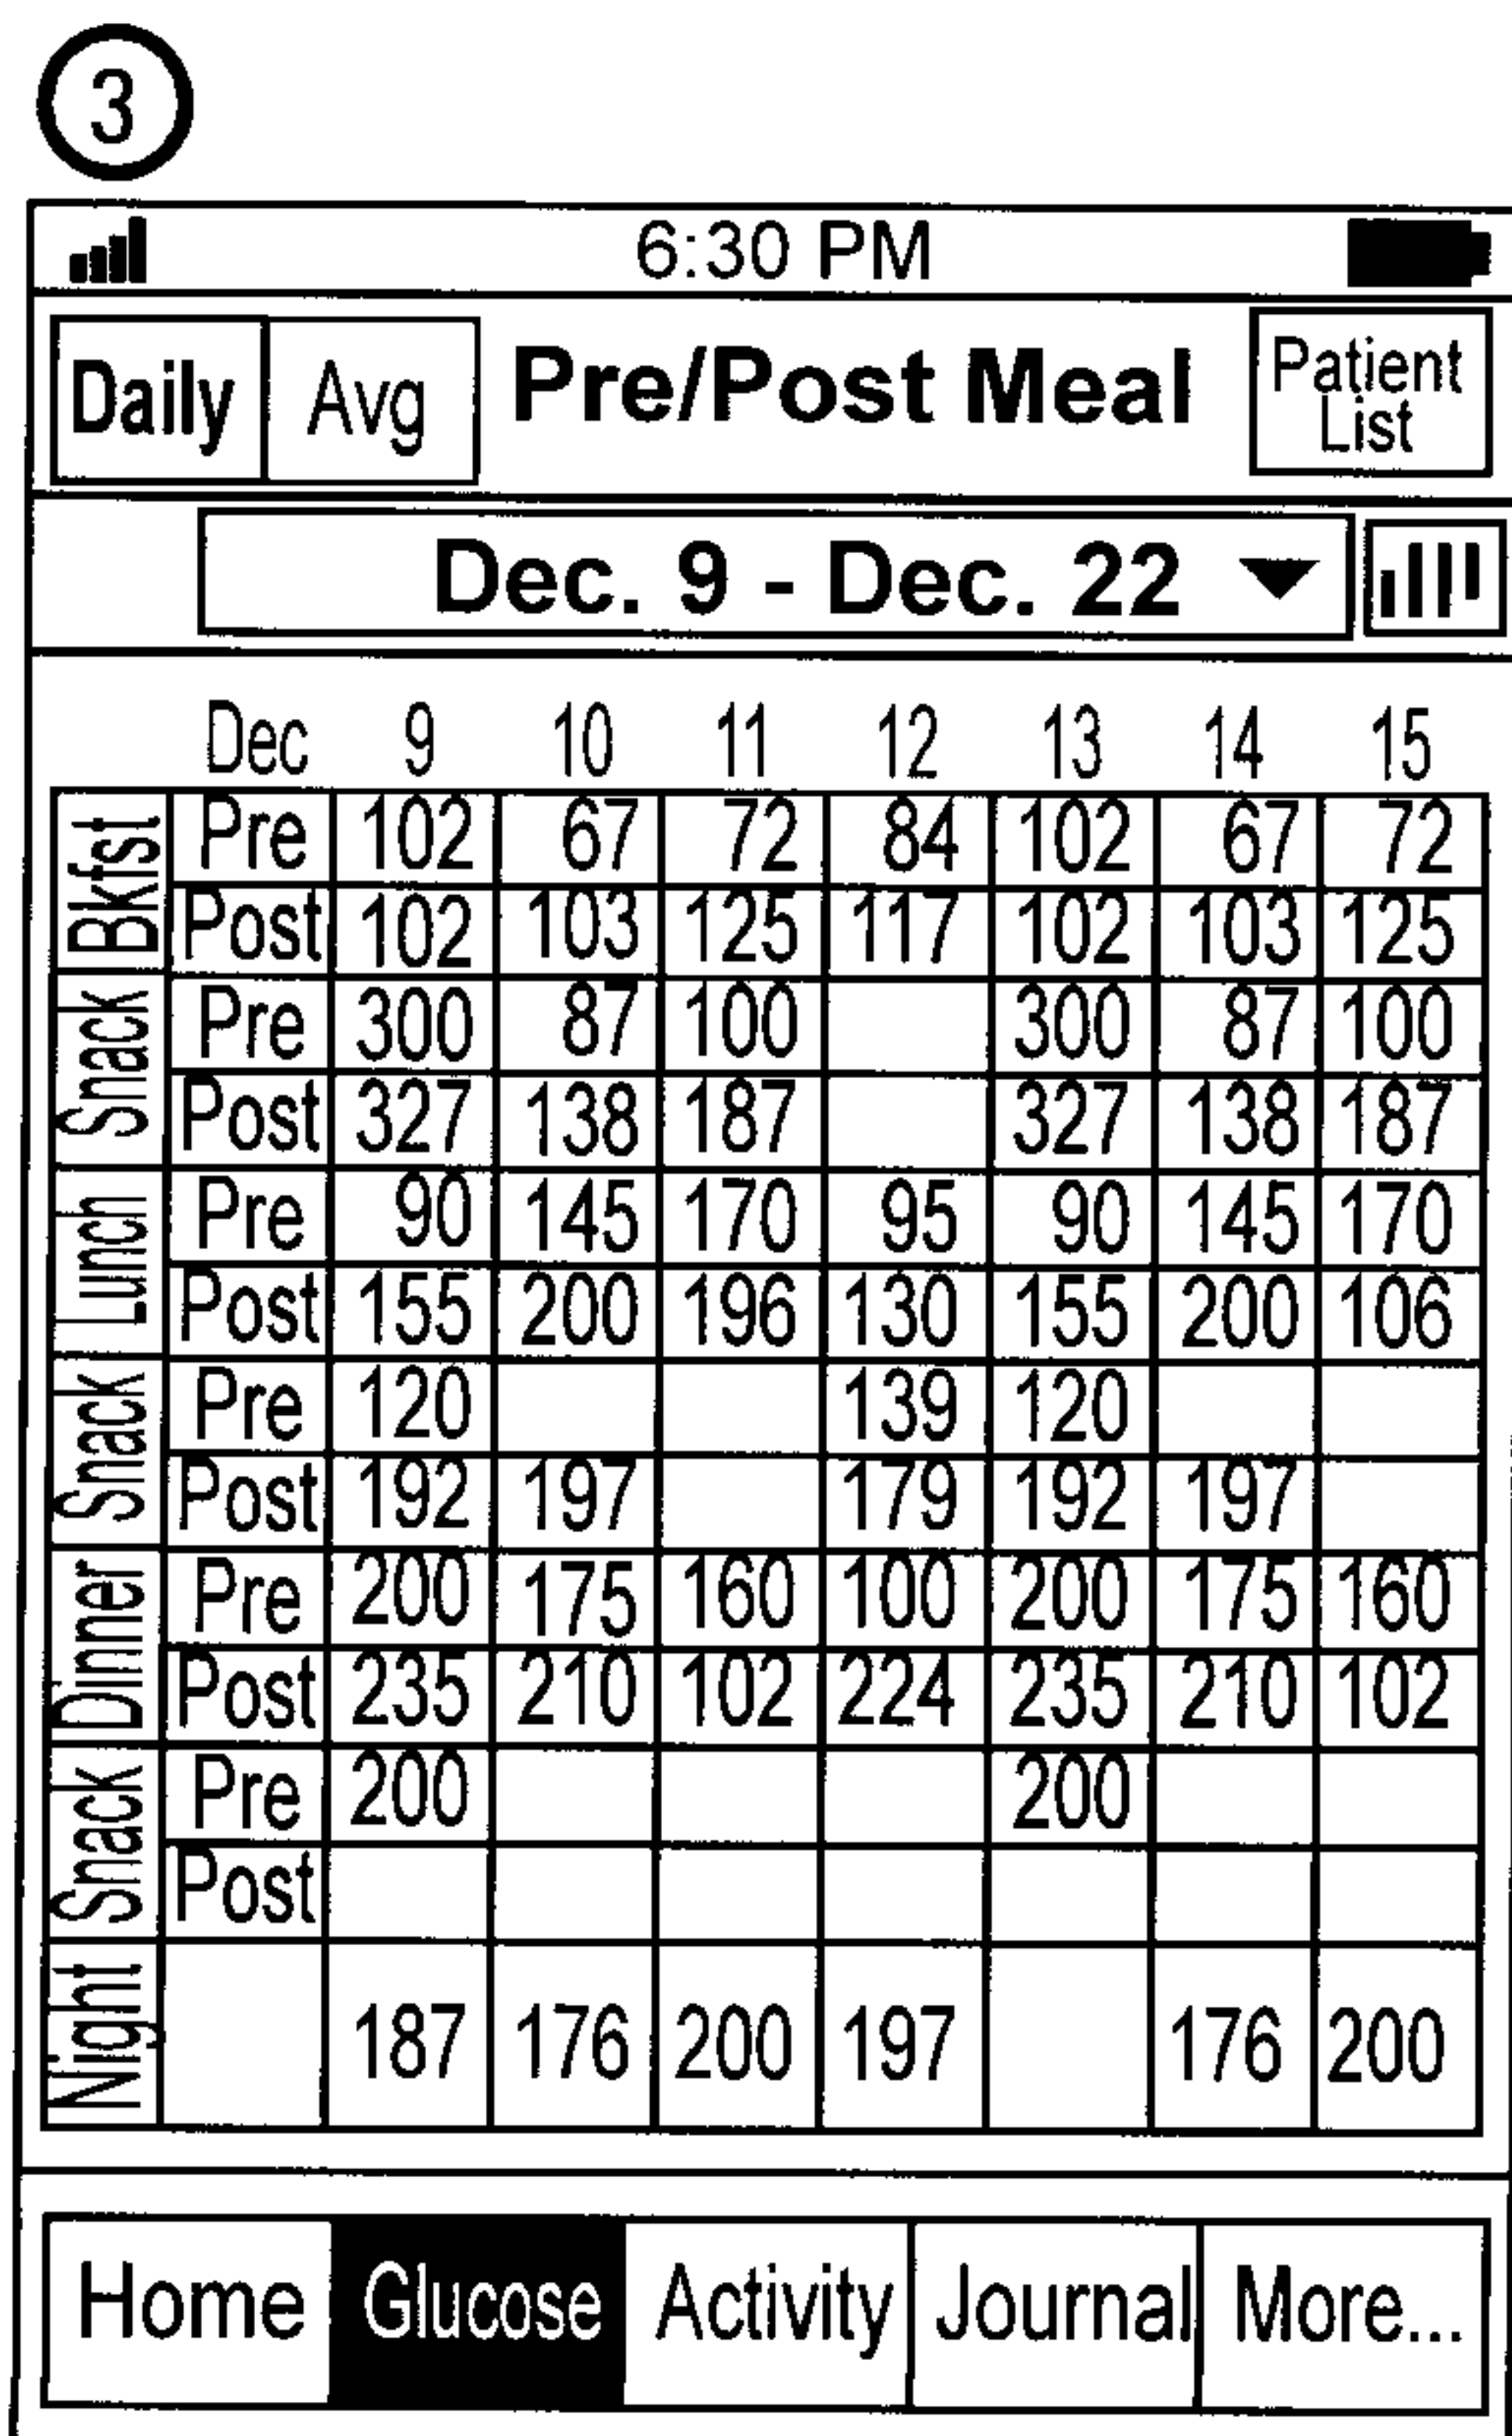 3
6:30 PM
Daily Avg Pre/Post Meal Patient List
Dec. 9 - Dec. 22
Dec 9 10 11 12 13 14 15
Bkfst Pre 102 67 72 84 102 67 72
Post 102 103 125 117 102 103 125
Snack Pre 300 87 100 300 87 100
Post 327 138 187 327 138 187
Lunch Pre 90 145 170 95 90 145 170
Post 155 200 196 130 155 200 106
Snack Pre 120 139 120
Post 192 197 179 192 197
Dinner Pre 200 175 160 100 200 175 160
Post 235 210 102 224 235 210 102
Snack Pre 200 200
Post
Night 187 176 200 197 176 200
Home Glucose Activity Journal More...